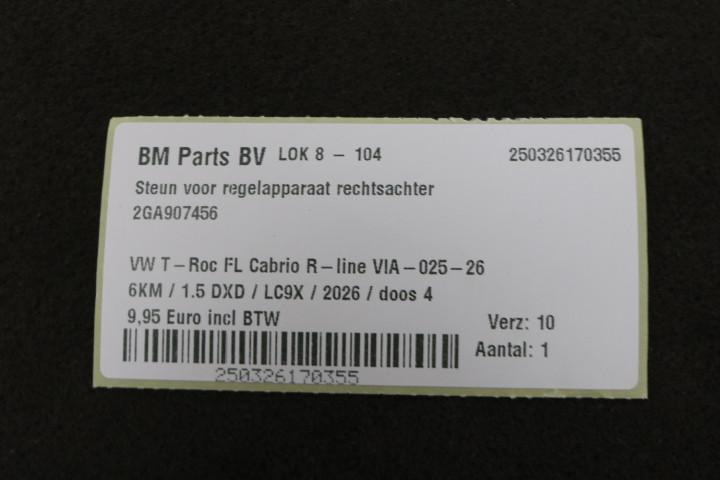 BM Parts BV LOK 8 - 104 250326170355
Steun voor regelapparaat rechtsachter
2GA907456
VW T-Roc FL Cabrio R-line VIA-025-26
6KM / 1.5 DXD / LC9X / 2026 / doos 4
9,95 Euro incl BTW
Verz: 10
Aantal: 1
250326170355